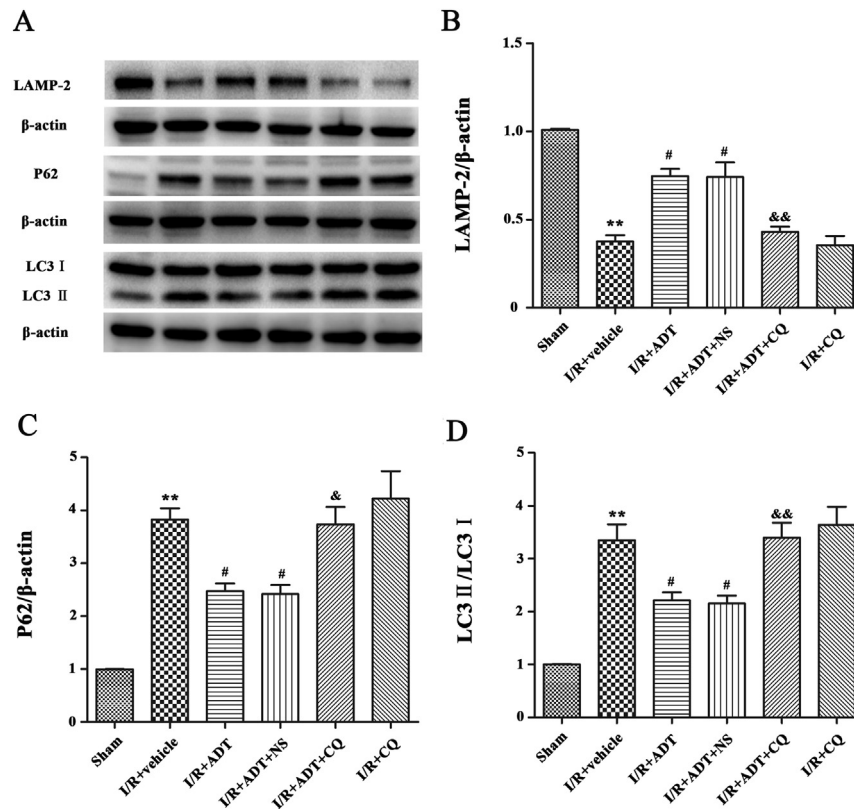 A
LAMP-2
β-actin
P62
β-actin
LC3 Ⅰ
LC3 Ⅱ
β-actin
B
LAMP-2/β-actin
1.5
1.0
0.5
0
**
#
#
&&
Sham
I/R+vehicle
I/R+ADT
I/R+ADT+NS
I/R+ADT+CQ
I/R+CQ
C
P62/β-actin
5
4
3
2
1
0
**
#
#
&
Sham
I/R+vehicle
I/R+ADT
I/R+ADT+NS
I/R+ADT+CQ
I/R+CQ
D
LC3Ⅱ/LC3Ⅰ
5
4
3
2
1
0
**
#
#
&&
Sham
I/R+vehicle
I/R+ADT
I/R+ADT+NS
I/R+ADT+CQ
I/R+CQ